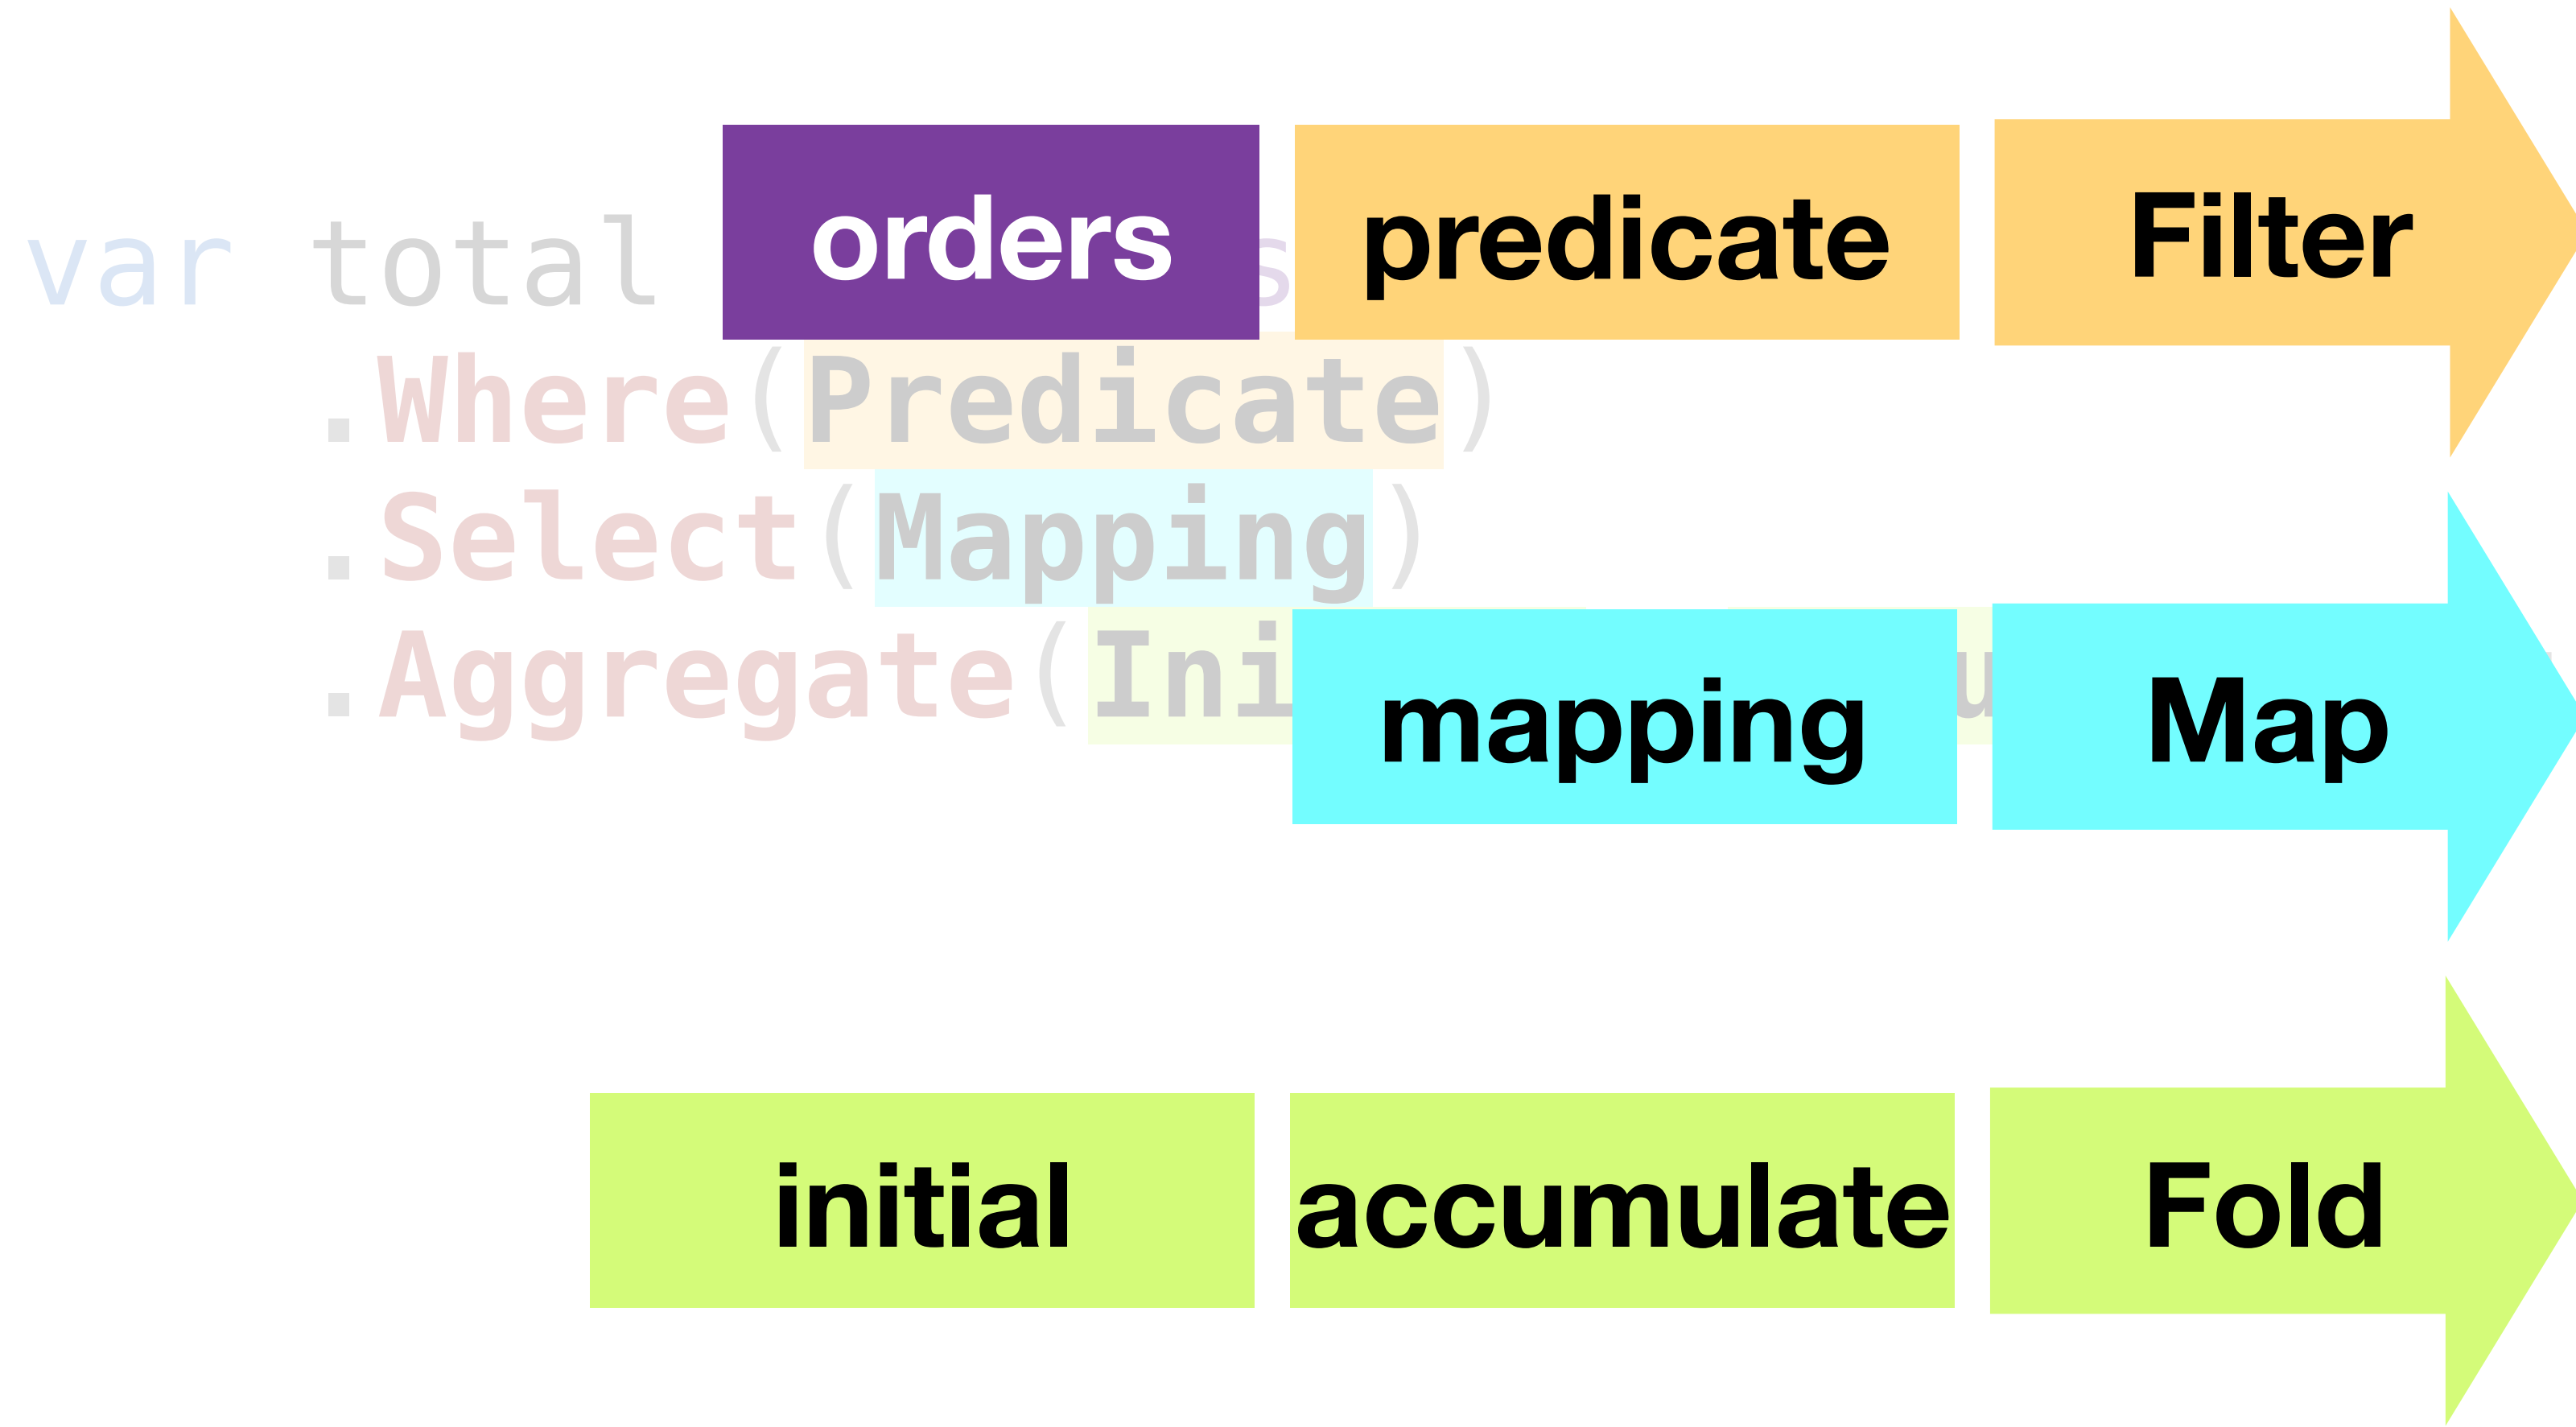 orders predicate Filter
var total s
.Where(Predicate)
.Select(Mapping)
.Aggregate(Ini u
mapping Map
initial accumulate Fold